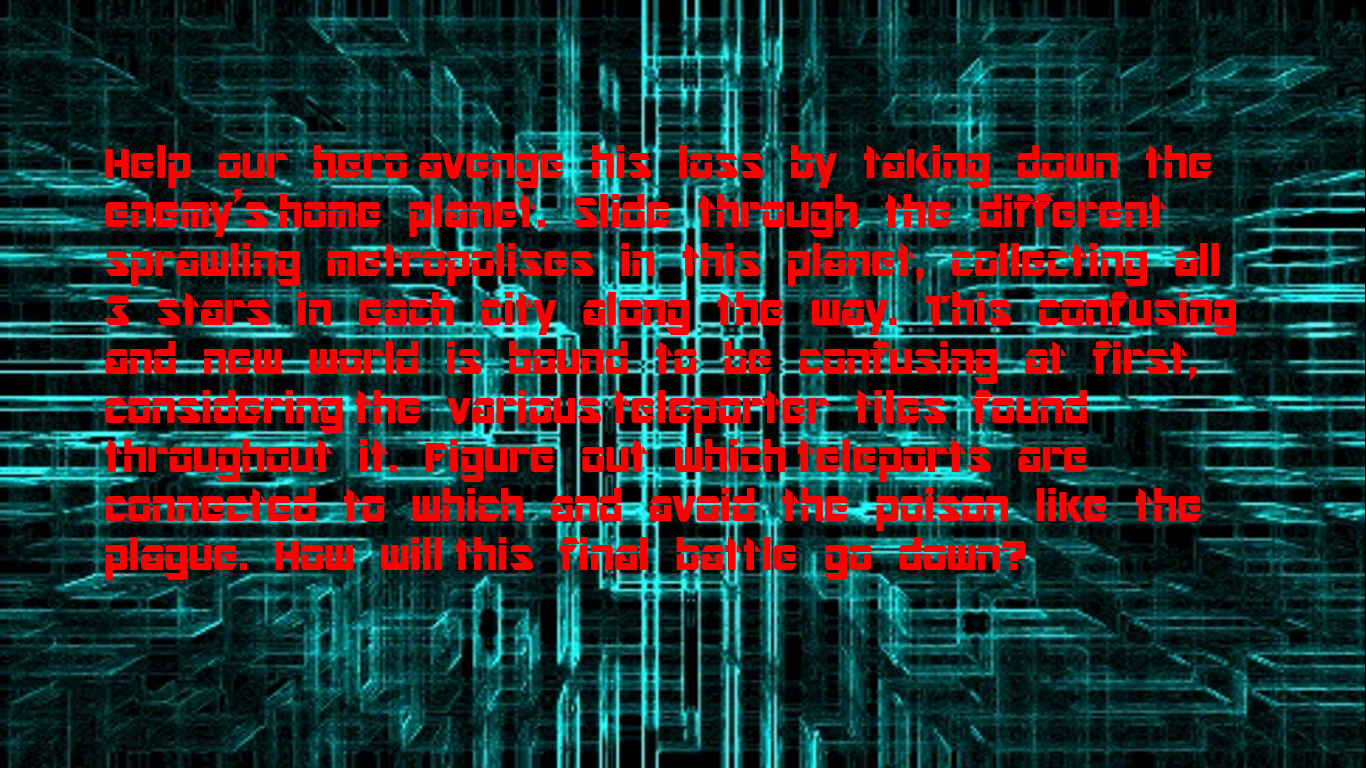 Help our hero avenge his loss by taking down the
enemy's home planet. Slide through the different
sprawling metropolises in this planet, collecting all
3 stars in each city along the way. This confusing
and new world is bound to be confusing at first,
considering the various teleporter tiles found
throughout it. Figure out which teleports are
connected to which and avoid the poison like the
plague. How will this final battle go down?